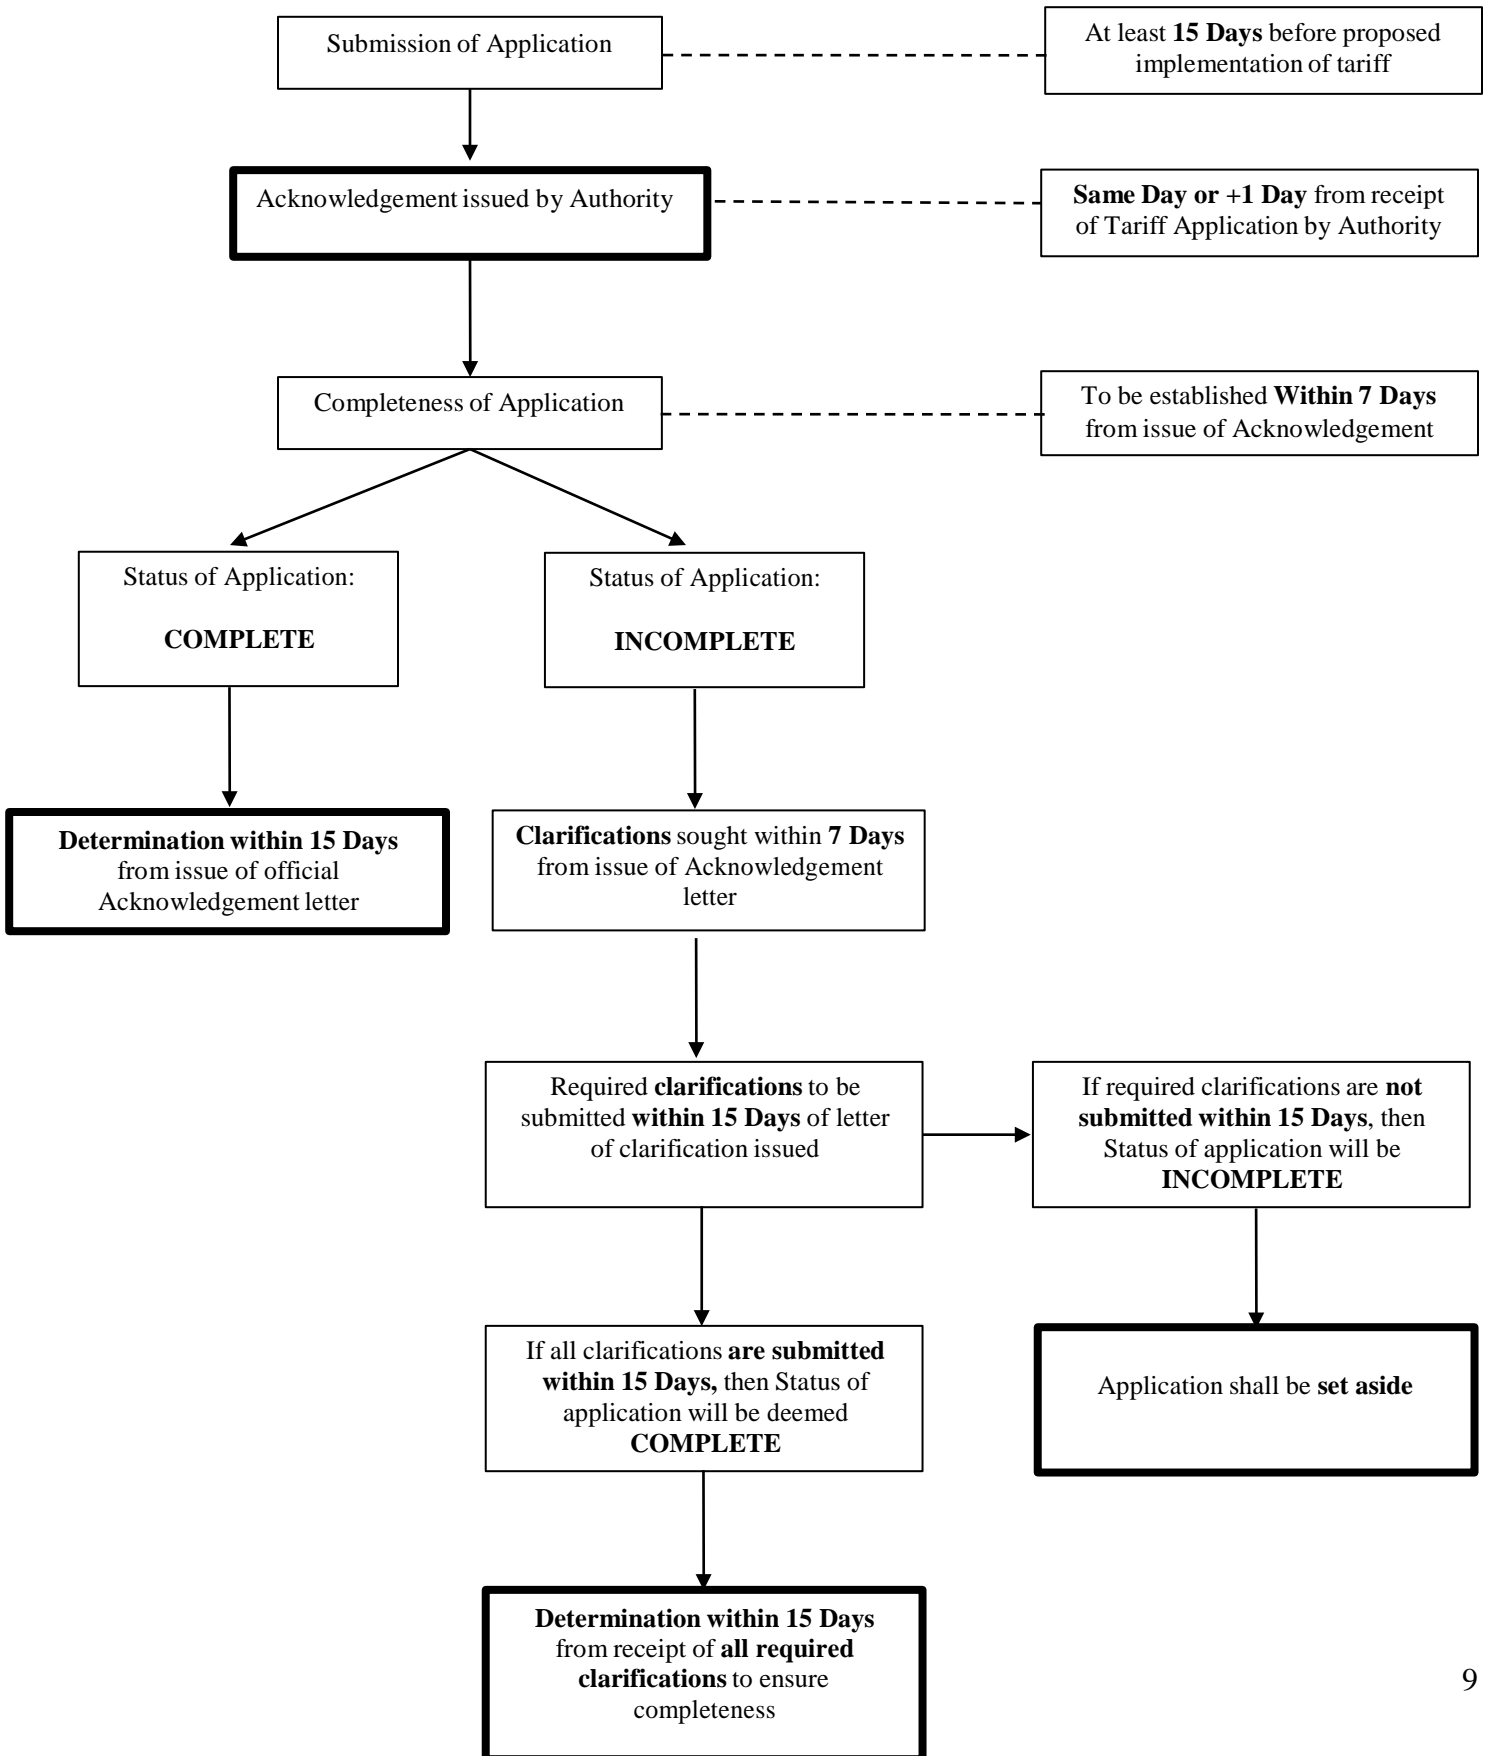 Submission of Application
At least 15 Days before proposed
implementation of tariff
Acknowledgement issued by Authority
Same Day or +1 Day from receipt
of Tariff Application by Authority
Completeness of Application
To be established Within 7 Days
from issue of Acknowledgement
Status of Application:
COMPLETE
Status of Application:
INCOMPLETE
Determination within 15 Days
from issue of official
Acknowledgement letter
Clarifications sought within 7 Days
from issue of Acknowledgement
letter
Required clarifications to be
submitted within 15 Days of letter
of clarification issued
If required clarifications are not
submitted within 15 Days, then
Status of application will be
INCOMPLETE
If all clarifications are submitted
within 15 Days, then Status of
application will be deemed
COMPLETE
Application shall be set aside
Determination within 15 Days
from receipt of all required
clarifications to ensure
completeness
9